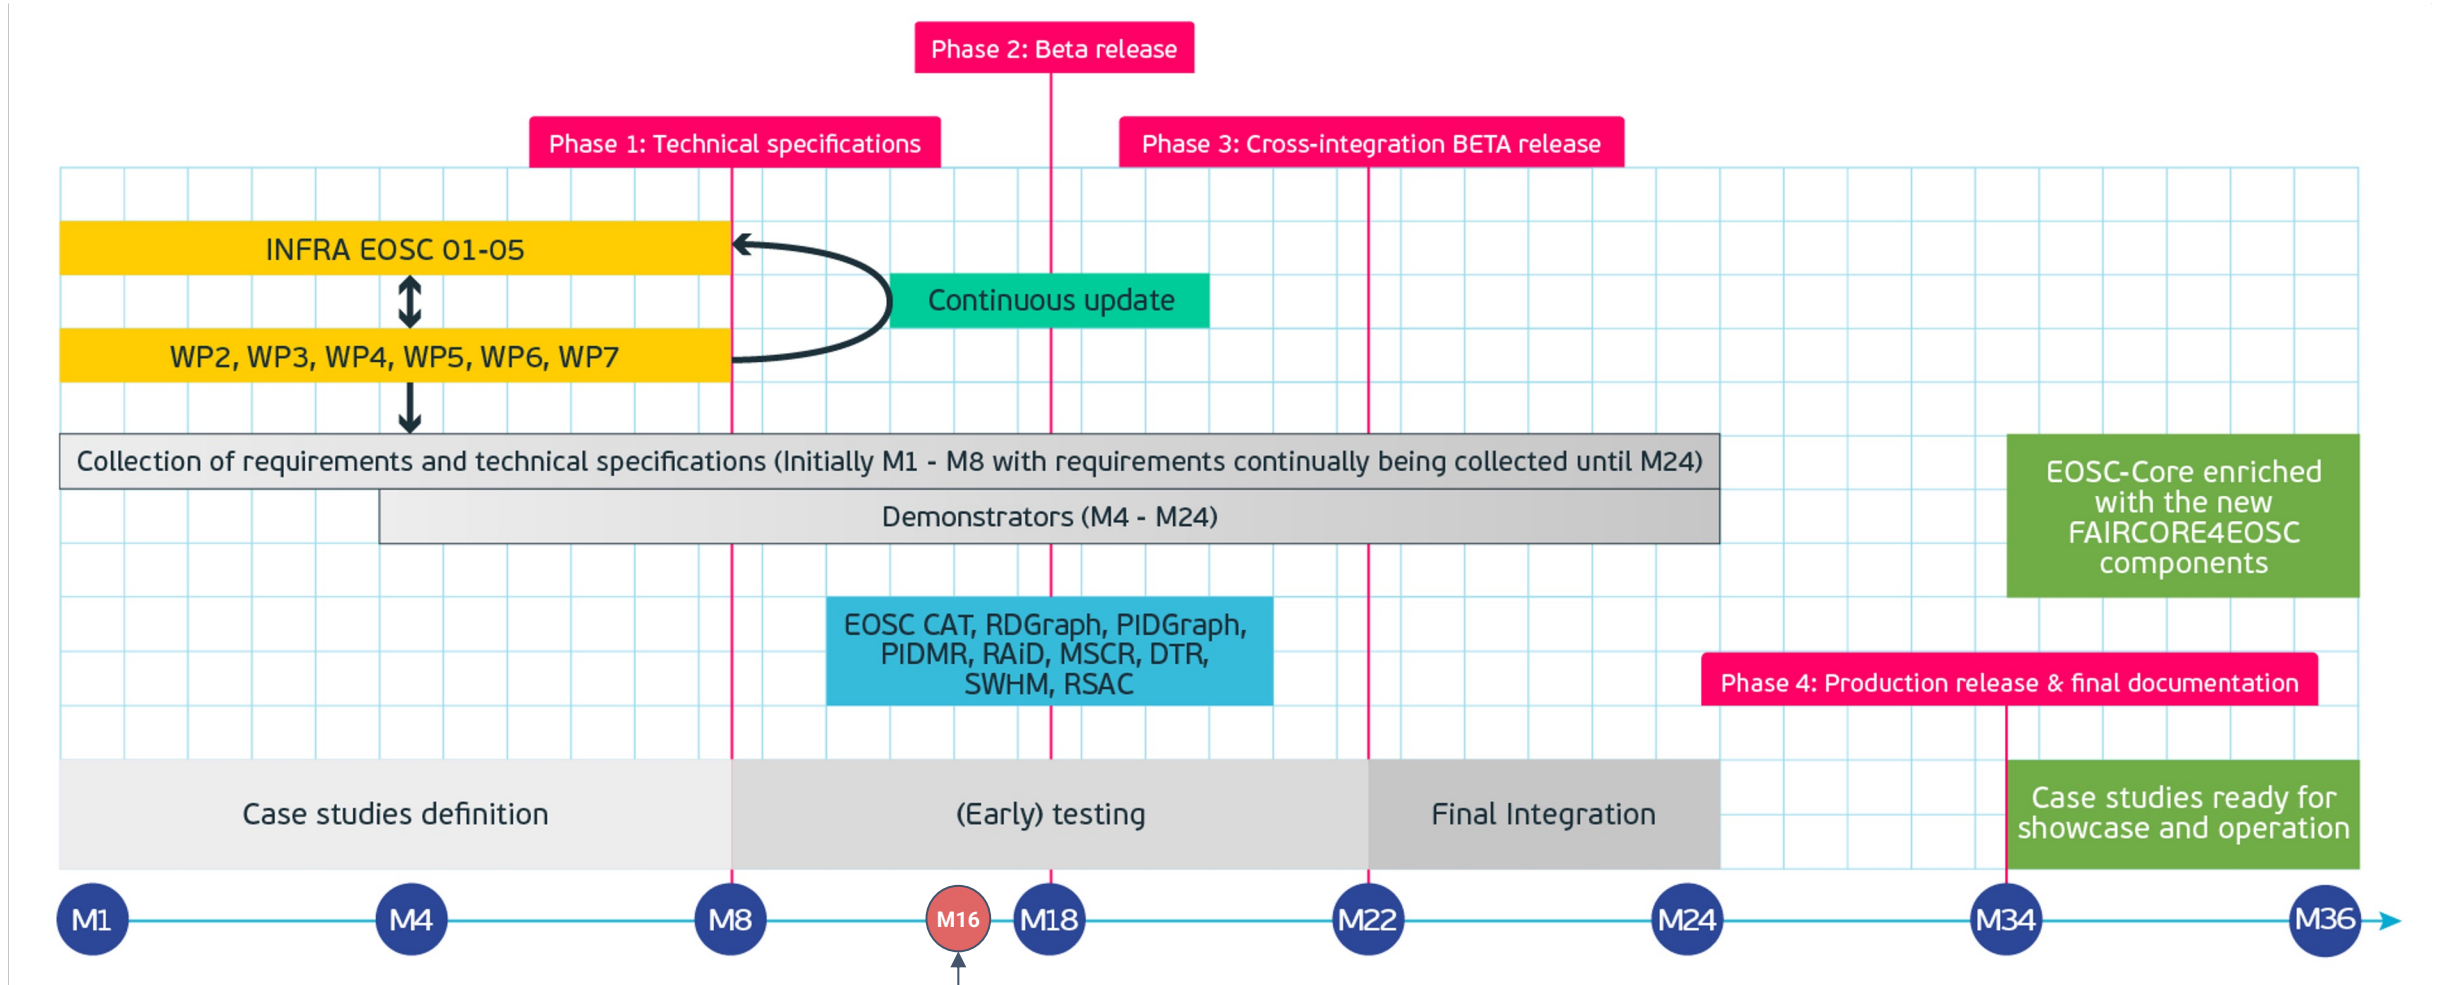 Phase 2: Beta release
Phase 1: Technical specifications
Phase 3: Cross-integration BETA release
INFRA EOSC 01-05
Continuous update
WP2, WP3, WP4, WP5, WP6, WP7
Collection of requirements and technical specifications (Initially M1 - M8 with requirements continually being collected until M24)
Demonstrators (M4 - M24)
EOSC-Core enriched
with the new
FAIRCORE4EOSC
components
EOSC CAT, RDGraph, PIDGraph,
PIDMR, RAiD, MSCR, DTR,
SWHM, RSAC
Phase 4: Production release & final documentation
Case studies definition
(Early) testing
Final Integration
Case studies ready for
showcase and operation
M1
M4
M8
M16
M18
M22
M24
M34
M36